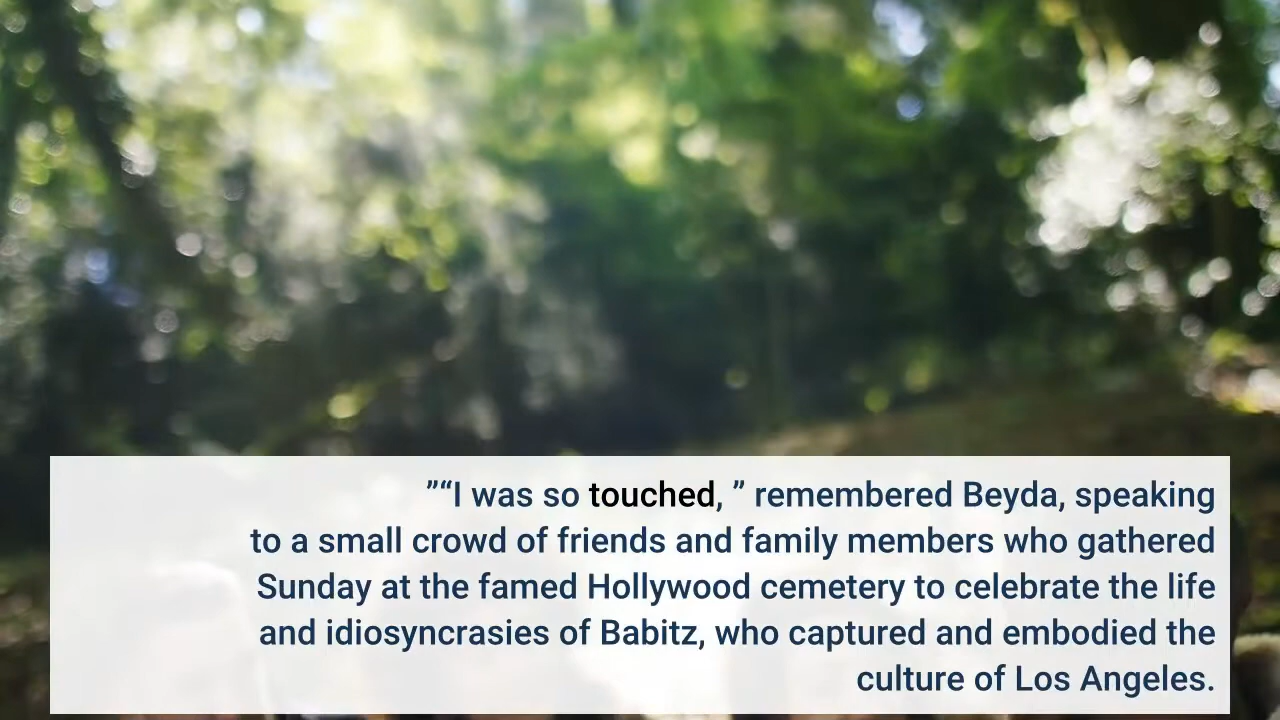 ”“I was so touched, ” remembered Beyda, speaking
to a small crowd of friends and family members who gathered
Sunday at the famed Hollywood cemetery to celebrate the life
and idiosyncrasies of Babitz, who captured and embodied the
culture of Los Angeles.